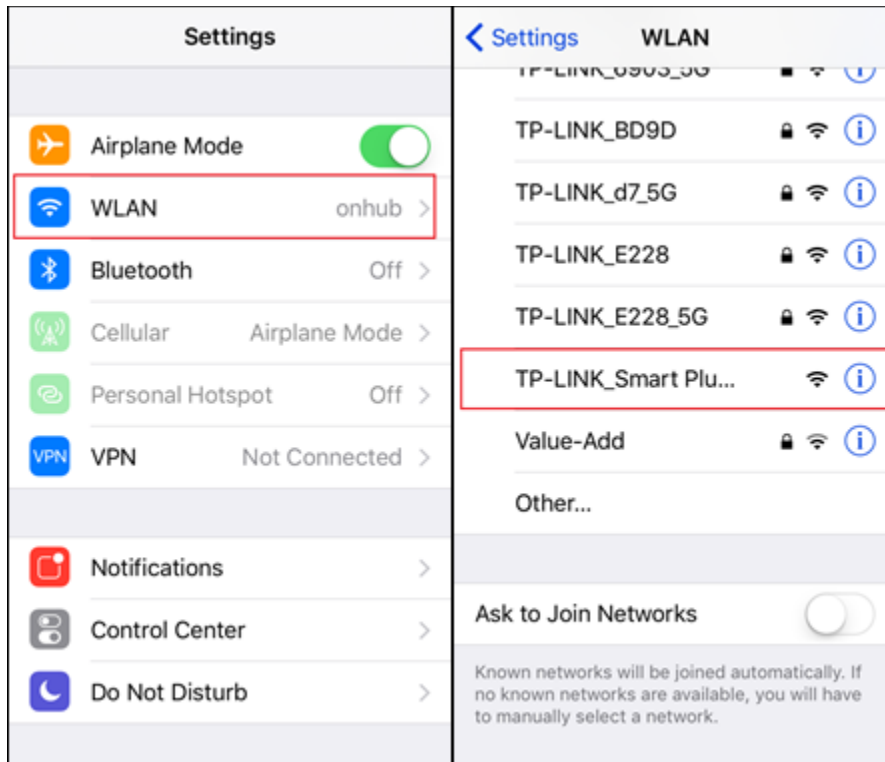 Settings
Airplane Mode
WLAN onhub
Bluetooth Off
Cellular Airplane Mode
Personal Hotspot Off
VPN VPN Not Connected
Notifications
Control Center
Do Not Disturb
Settings WLAN
TP-LINK_6903_5G
TP-LINK_BD9D
TP-LINK_d7_5G
TP-LINK_E228
TP-LINK_E228_5G
TP-LINK_Smart Plu...
Value-Add
Other...
Ask to Join Networks
Known networks will be joined automatically. If
no known networks are available, you will have
to manually select a network.